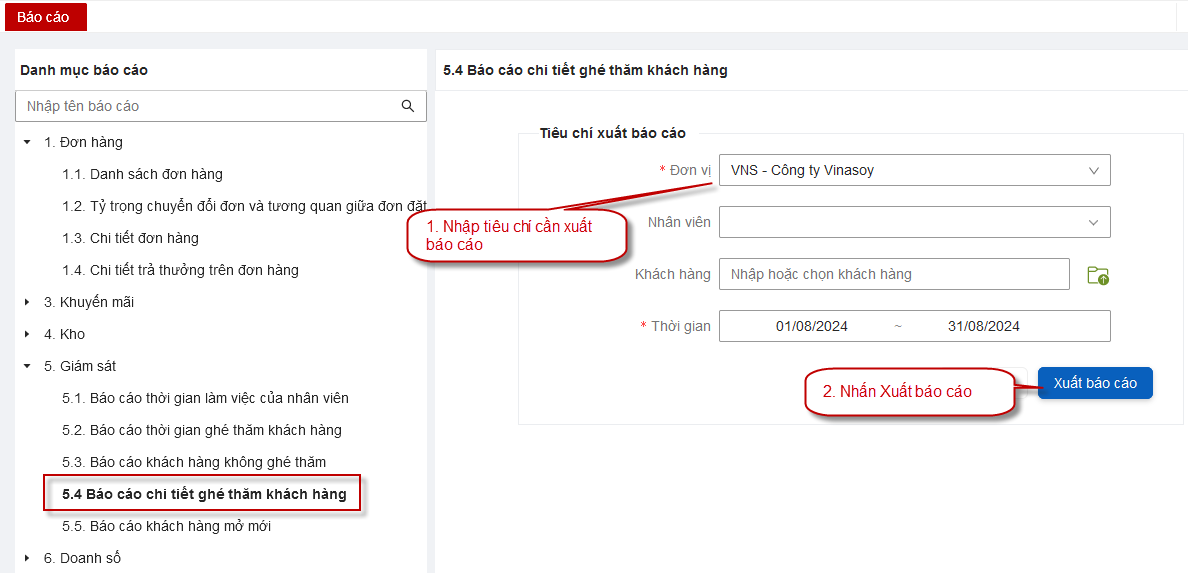 Báo cáo
Danh mục báo cáo
Nhập tên báo cáo
1. Đơn hàng
1.1. Danh sách đơn hàng
1.2. Tỷ trọng chuyển đổi đơn và tương quan giữa đơn đặt
1.3. Chi tiết đơn hàng
1.4. Chi tiết trả thưởng trên đơn hàng
3. Khuyến mãi
4. Kho
5. Giám sát
5.1. Báo cáo thời gian làm việc của nhân viên
5.2. Báo cáo thời gian ghé thăm khách hàng
5.3. Báo cáo khách hàng không ghé thăm
5.4 Báo cáo chi tiết ghé thăm khách hàng
5.5. Báo cáo khách hàng mở mới
6. Doanh số
5.4 Báo cáo chi tiết ghé thăm khách hàng
Tiêu chí xuất báo cáo
* Đơn vị VNS - Công ty Vinasoy
1. Nhập tiêu chí cần xuất
báo cáo
Nhân viên
Khách hàng Nhập hoặc chọn khách hàng
* Thời gian 01/08/2024 ~ 31/08/2024
2. Nhấn Xuất báo cáo
Xuất báo cáo